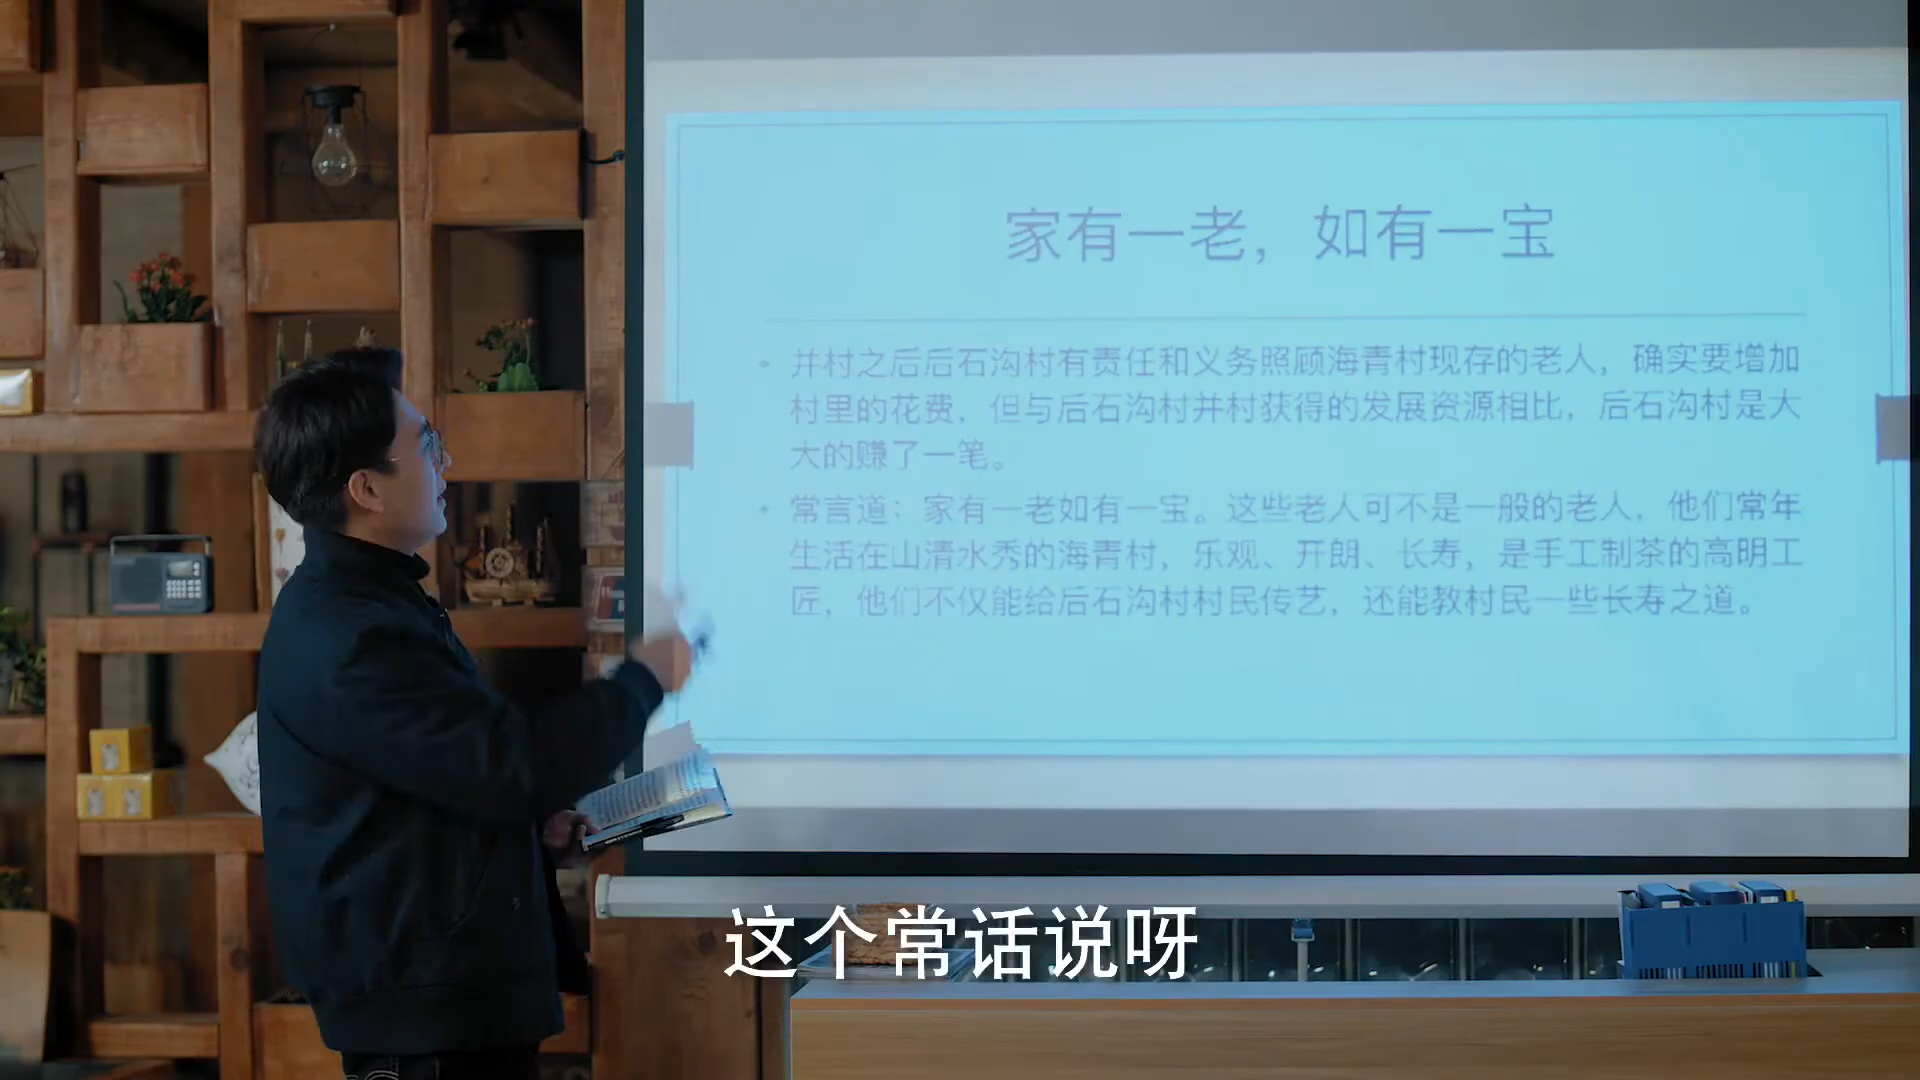 家有一老，如有一宝
• 并村之后后石沟村有责任和义务照顾海青村现存的老人，确实要增加
村里的花费，但与后石沟村并村获得的发展资源相比，后石沟村是大
大的赚了一笔。
• 常言道：家有一老如有一宝。这些老人可不是一般的老人，他们常年
生活在山清水秀的海青村，乐观、开朗、长寿，是手工制茶的高明工
匠，他们不仅能给后石沟村村民传艺，还能教村民一些长寿之道。
这个常话说呀